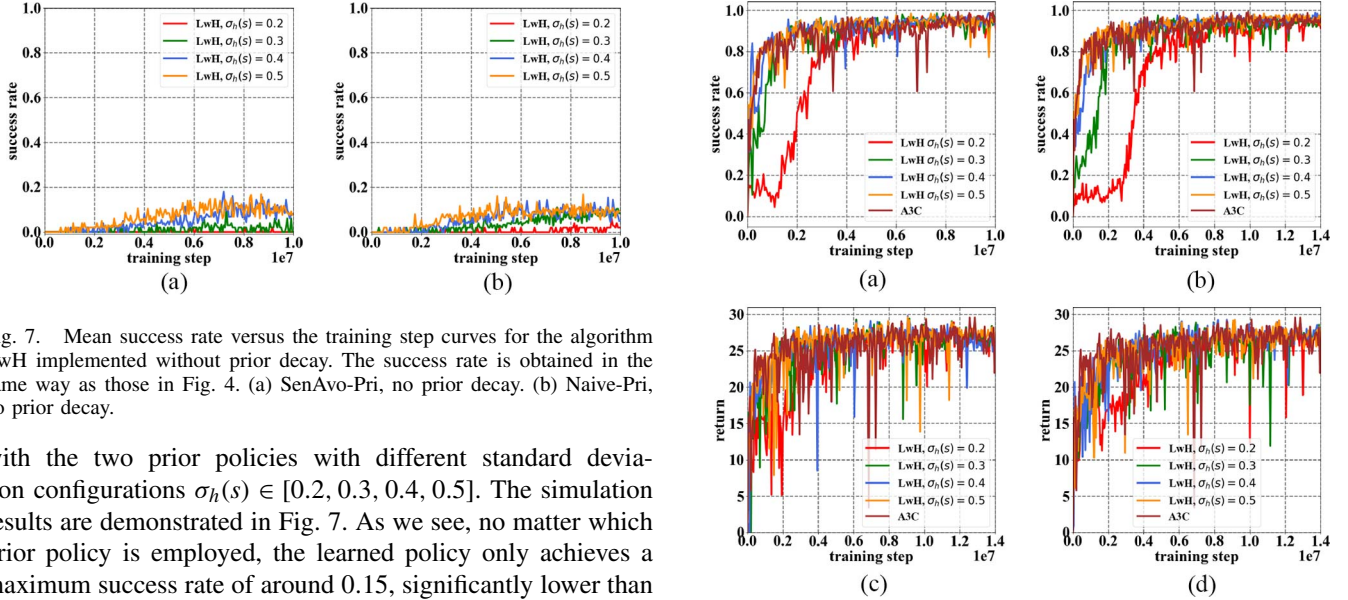 1.0
0.8
0.6
0.4
0.2
0.0
success rate
LwH, σh(s) = 0.2
LwH, σh(s) = 0.3
LwH, σh(s) = 0.4
LwH, σh(s) = 0.5
0.0 0.2 0.4 0.6 0.8 1.0
training step 1e7
(a)
1.0
0.8
0.6
0.4
0.2
0.0
success rate
LwH, σh(s) = 0.2
LwH, σh(s) = 0.3
LwH, σh(s) = 0.4
LwH, σh(s) = 0.5
0.0 0.2 0.4 0.6 0.8 1.0
training step 1e7
(b)
g. 7. Mean success rate versus the training step curves for the algorithm
wH implemented without prior decay. The success rate is obtained in the
me way as those in Fig. 4. (a) SenAvo-Pri, no prior decay. (b) Naive-Pri,
o prior decay.
ith the two prior policies with different standard devia-
on configurations σh(s) ∈ [0.2, 0.3, 0.4, 0.5]. The simulation
esults are demonstrated in Fig. 7. As we see, no matter which
rior policy is employed, the learned policy only achieves a
naximum success rate of around 0.15, significantly lower than
1.0
0.8
0.6
0.4
0.2
0.0
success rate
LwH σh(s) = 0.2
LwH σh(s) = 0.3
LwH σh(s) = 0.4
LwH σh(s) = 0.5
A3C
0.0 0.2 0.4 0.6 0.8 1.0
training step 1e7
(a)
1.0
0.8
0.6
0.4
0.2
0.0
success rate
LwH, σh(s) = 0.2
LwH, σh(s) = 0.3
LwH, σh(s) = 0.4
LwH, σh(s) = 0.5
A3C
0.0 0.2 0.4 0.6 0.8 1.0 1.2 1.4
training step 1e7
(b)
30
25
20
15
10
5
0
return
LwH, σh(s) = 0.2
LwH, σh(s) = 0.3
LwH, σh(s) = 0.4
LwH, σh(s) = 0.5
A3C
0.0 0.2 0.4 0.6 0.8 1.0 1.2 1.4
training step 1e7
(c)
30
25
20
15
10
5
0
return
LwH, σh(s) = 0.2
LwH, σh(s) = 0.3
LwH, σh(s) = 0.4
LwH, σh(s) = 0.5
A3C
0.0 0.2 0.4 0.6 0.8 1.0 1.2 1.4
training step 1e7
(d)